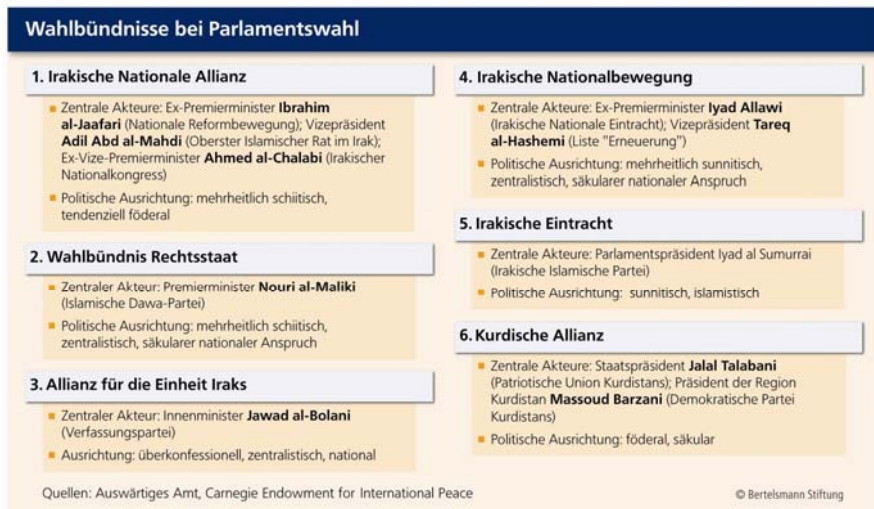 Wahlbündnisse bei Parlamentswahl
1. Irakische Nationale Allianz
Zentrale Akteure: Ex-Premierminister Ibrahim
al-Jaafari (Nationale Reformbewegung); Vizepräsident
Adil Abd al-Mahdi (Oberster Islamischer Rat im Irak);
Ex-Vize-Premierminister Ahmed al-Chalabi (Irakischer
Nationalkongress)
Politische Ausrichtung: mehrheitlich schiitisch,
tendenziell föderal
2. Wahlbündnis Rechtsstaat
Zentraler Akteur: Premierminister Nouri al-Maliki
(Islamische Dawa-Partei)
Politische Ausrichtung: mehrheitlich schiitisch,
zentralistisch, säkularer nationaler Anspruch
3. Allianz für die Einheit Iraks
Zentraler Akteur: Innenminister Jawad al-Bolani
(Verfassungspartei)
Ausrichtung: überkonfessionell, zentralistisch, national
4. Irakische Nationalbewegung
Zentrale Akteure: Ex-Premierminister Iyad Allawi
(Irakische Nationale Eintracht); Vizepräsident Tareq
al-Hashemi (Liste "Erneuerung")
Politische Ausrichtung: mehrheitlich sunnitisch,
zentralistisch, säkularer nationaler Anspruch
5. Irakische Eintracht
Zentrale Akteure: Parlamentspräsident Iyad al Sumurrai
(Irakische Islamische Partei)
Politische Ausrichtung: sunnitisch, islamistisch
6. Kurdische Allianz
Zentrale Akteure: Staatspräsident Jalal Talabani
(Patriotische Union Kurdistans); Präsident der Region
Kurdistan Massoud Barzani (Demokratische Partei
Kurdistans)
Politische Ausrichtung: föderal, säkular
Quellen: Auswärtiges Amt, Carnegie Endowment for International Peace
© Bertelsmann Stiftung